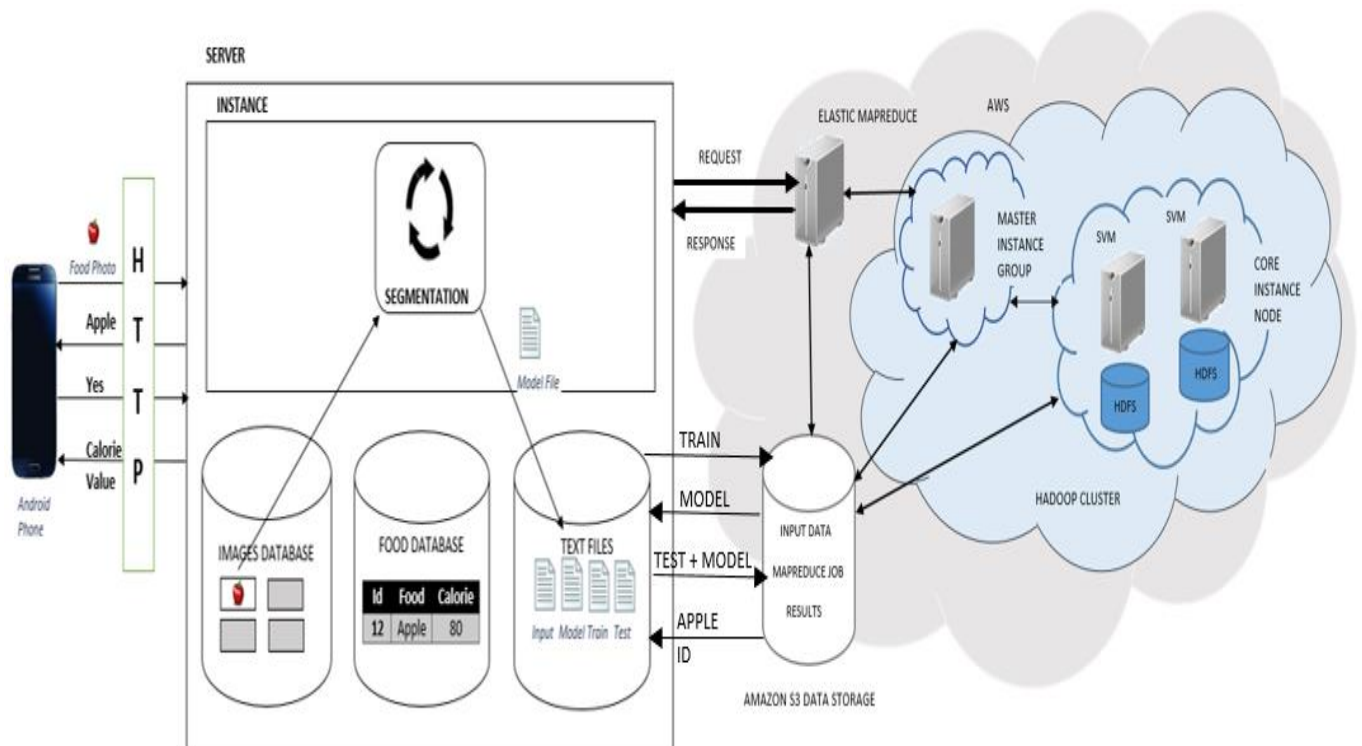 SERVER
INSTANCE
SEGMENTATION
Model File
Food Photo
Apple
Yes
Calorie
Value
H
T
T
P
Android
Phone
IMAGES DATABASE
FOOD DATABASE
Id Food Calorie
12 Apple 80
TEXT FILES
Input Model Train Test
REQUEST
RESPONSE
TRAIN
MODEL
TEST + MODEL
APPLE
ID
ELASTIC MAPREDUCE
AWS
MASTER
INSTANCE
GROUP
SVM
SVM
CORE
INSTANCE
NODE
HDFS
HDFS
HADOOP CLUSTER
INPUT DATA
MAPREDUCE JOB
RESULTS
AMAZON S3 DATA STORAGE